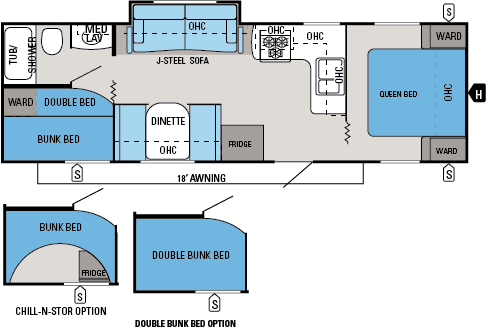 S
TUB/
SHOWER
MED
LAV
OHC
J-STEEL SOFA
OHC
OHC
OHC
WARD
QUEEN BED
OHC
H
WARD
DOUBLE BED
BUNK BED
DINETTE
OHC
FRIDGE
WARD
S
18' AWNING
S
BUNK BED
FRIDGE
S
CHILL-N-STOR OPTION
DOUBLE BUNK BED
S
DOUBLE BUNK BED OPTION